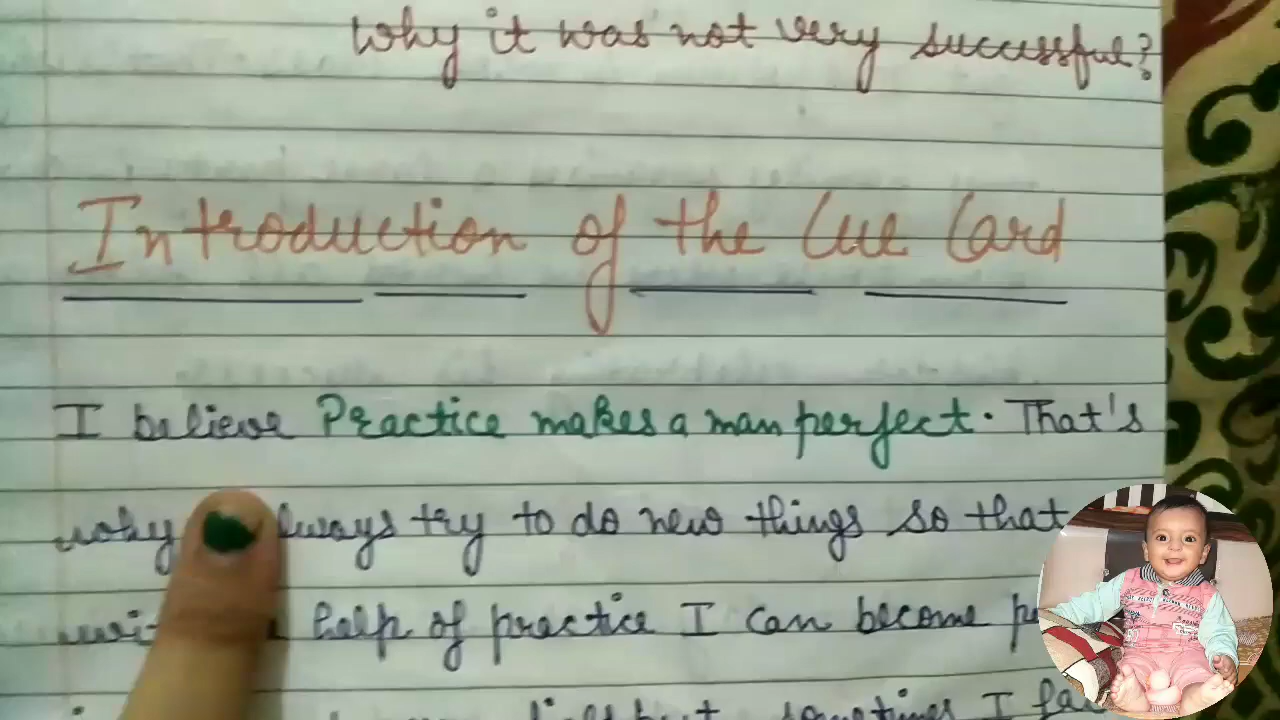 why it was not very successful?
Introduction of the Cue Card
I believe Practice makes a man perfect. That's
why always try to do new things so that
help of practice I can become
sometimes I